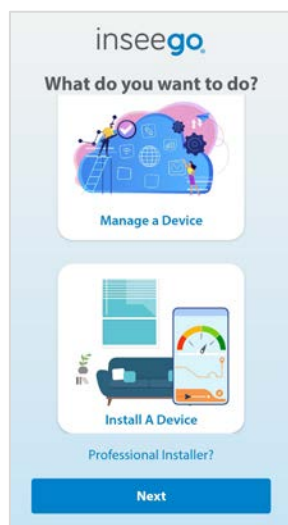 inseego
What do you want to do?
Manage a Device
Install A Device
Professional Installer?
Next